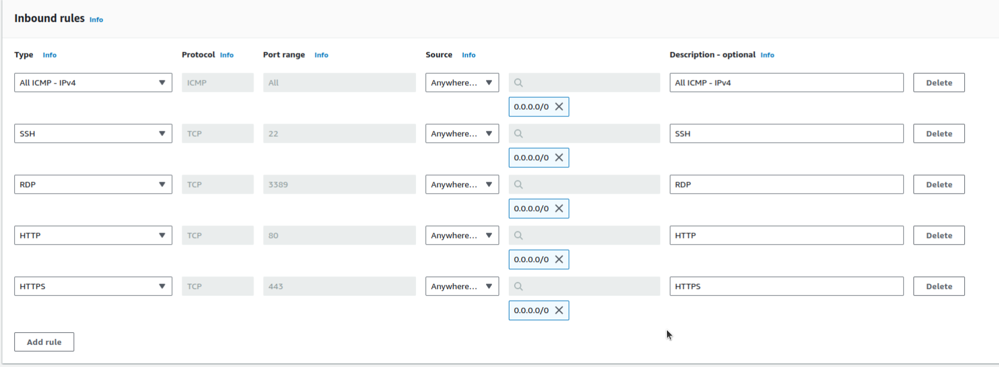 Inbound rules Info
Type Info Protocol Info Port range Info Source Info Description - optional Info
All ICMP - IPv4 ICMP All Anywhere... All ICMP - IPv4 Delete
0.0.0.0/0
SSH TCP 22 Anywhere... SSH Delete
0.0.0.0/0
RDP TCP 3389 Anywhere... RDP Delete
0.0.0.0/0
HTTP TCP 80 Anywhere... HTTP Delete
0.0.0.0/0
HTTPS TCP 443 Anywhere... HTTPS Delete
0.0.0.0/0
Add rule